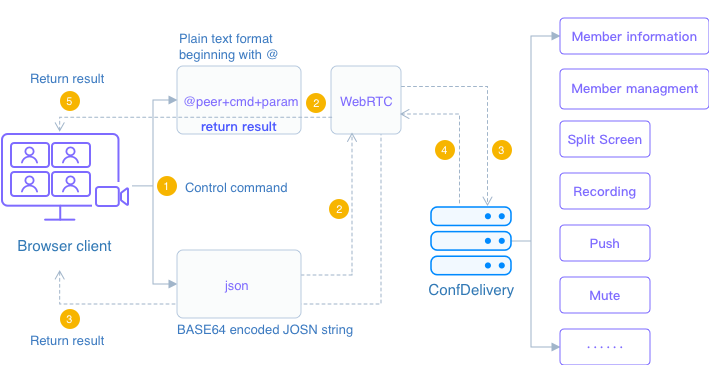 Plain text format
beginning with @
Return result
5
@peer+cmd+param
2
WebRTC
return result
4
3
1
Control command
2
Browser client
json
3
Return result
BASE64 encoded JOSN string
ConfDelivery
Member information
Member managment
Split Screen
Recording
Push
Mute
······